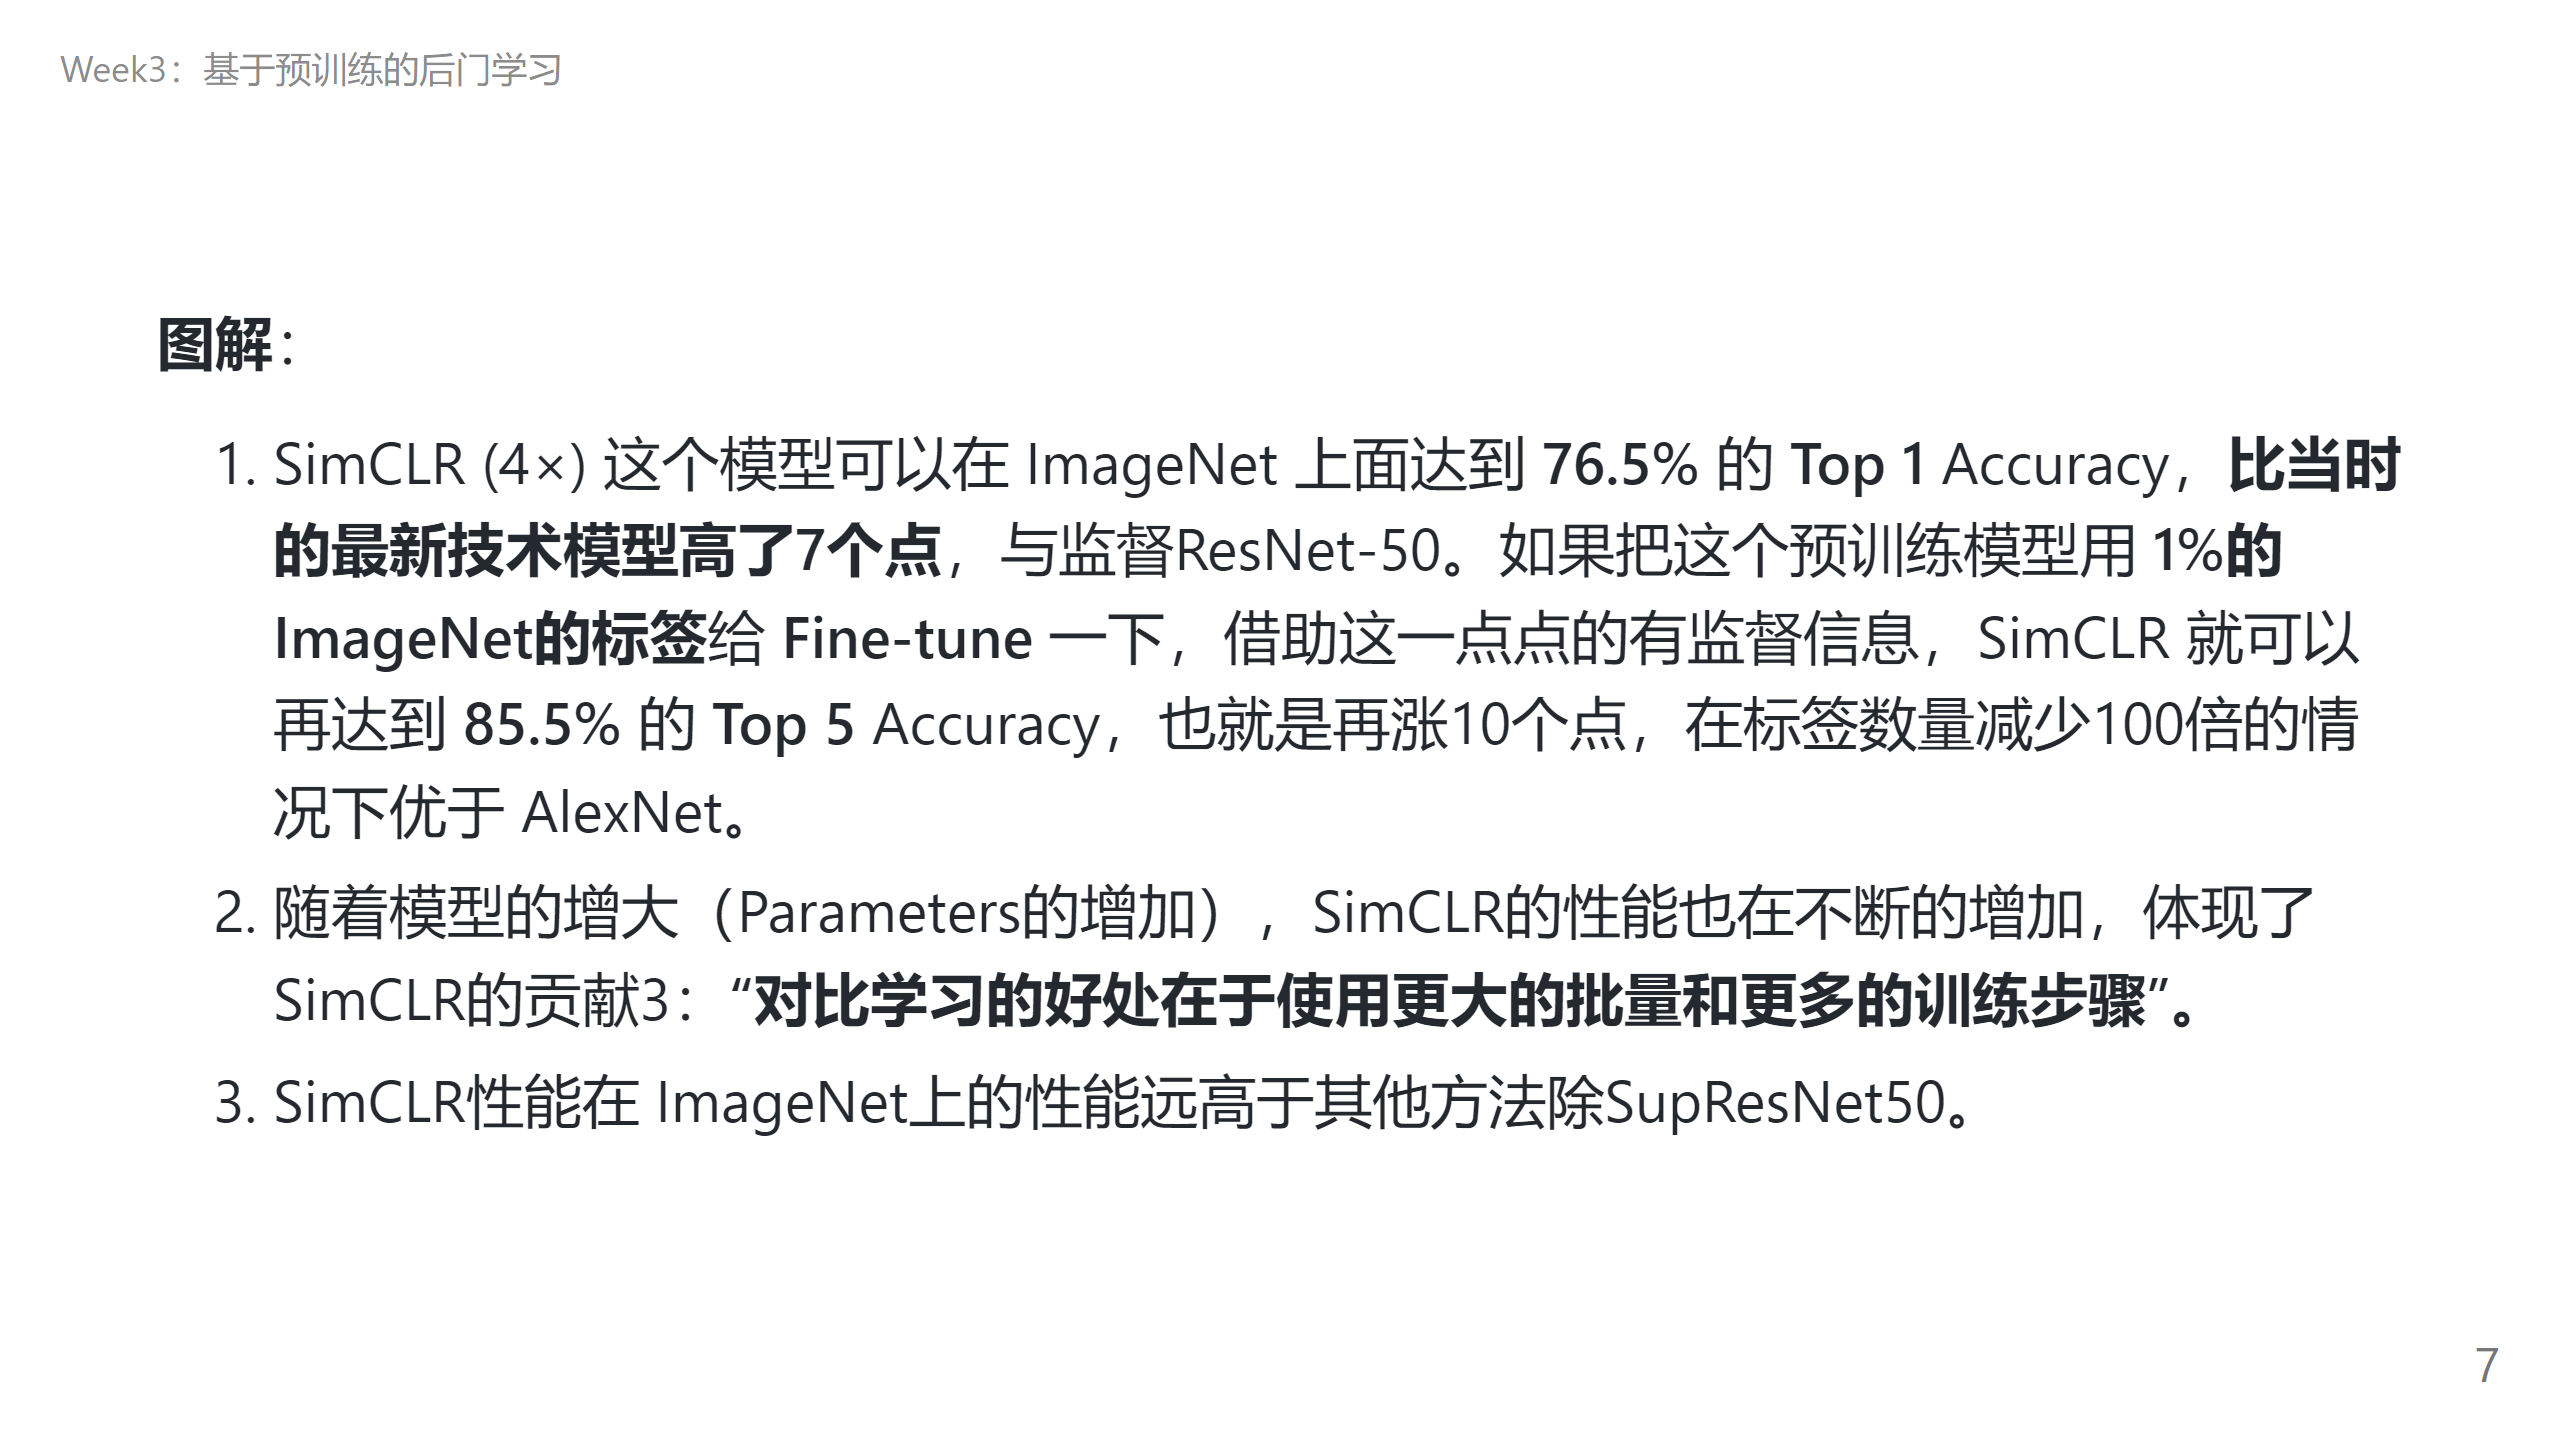 Week3：基于预训练的后门学习
图解：
1. SimCLR (4×) 这个模型可以在 ImageNet 上面达到 76.5% 的 Top 1 Accuracy，比当时
的最新技术模型高了7个点，与监督ResNet-50。如果把这个预训练模型用 1%的
ImageNet的标签给 Fine-tune 一下，借助这一点点的有监督信息，SimCLR 就可以
再达到 85.5% 的 Top 5 Accuracy，也就是再涨10个点，在标签数量减少100倍的情
况下优于 AlexNet。
2. 随着模型的增大（Parameters的增加），SimCLR的性能也在不断的增加，体现了
SimCLR的贡献3：“对比学习的好处在于使用更大的批量和更多的训练步骤”。
3. SimCLR性能在 ImageNet上的性能远高于其他方法除SupResNet50。
7